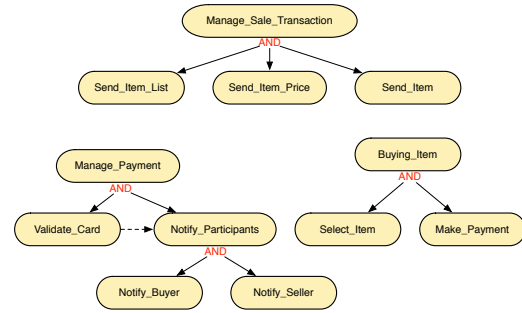 Manage_Sale_Transaction
AND
Send_Item_List Send_Item_Price Send_Item
Buying_Item
Manage_Payment
AND
AND
Validate_Card Notify_Participants Select_Item Make_Payment
AND
Notify_Buyer Notify_Seller